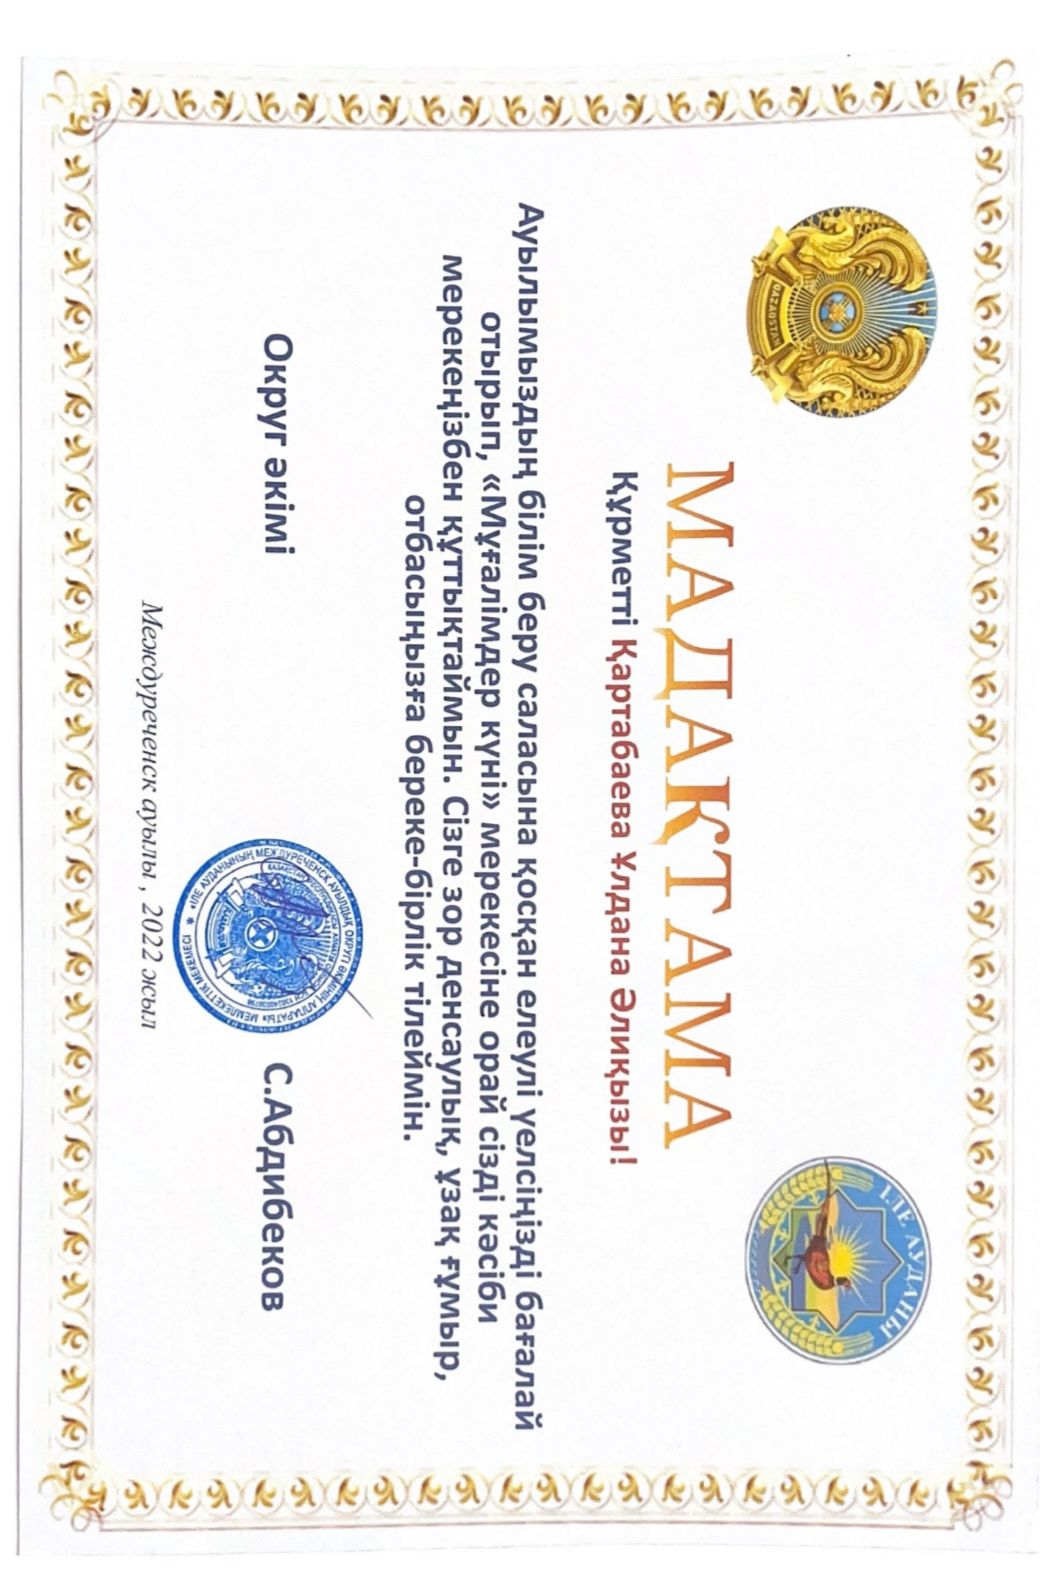 QAZAQSTAN
ІЛЕ АУДАНЫ
МАДАҚТАМА
Құрметті Қартабаева Ұлдана Әлиқызы!
Ауылымыздың білім беру саласына қосқан елеулі үелсіңізді бағалай
отырып, «Мұғалімдер күні» мерекесіне орай сізді кәсіби
мерекеңізбен құттықтаймын. Сізге зор денсаулық, ұзақ ғұмыр,
отбасыңызға береке-бірлік тілеймін.
Округ әкімі
С.Абдибеков
«ІЛЕ АУДАНЫНЫҢ МЕЖДУРЕЧЕНСК АУЫЛДЫҚ ОКРУГІ ӘКІМІНІҢ АППАРАТЫ» МЕМЛЕКЕТТІК МЕКЕМЕСІ
Междуреченск ауылы , 2022 жыл